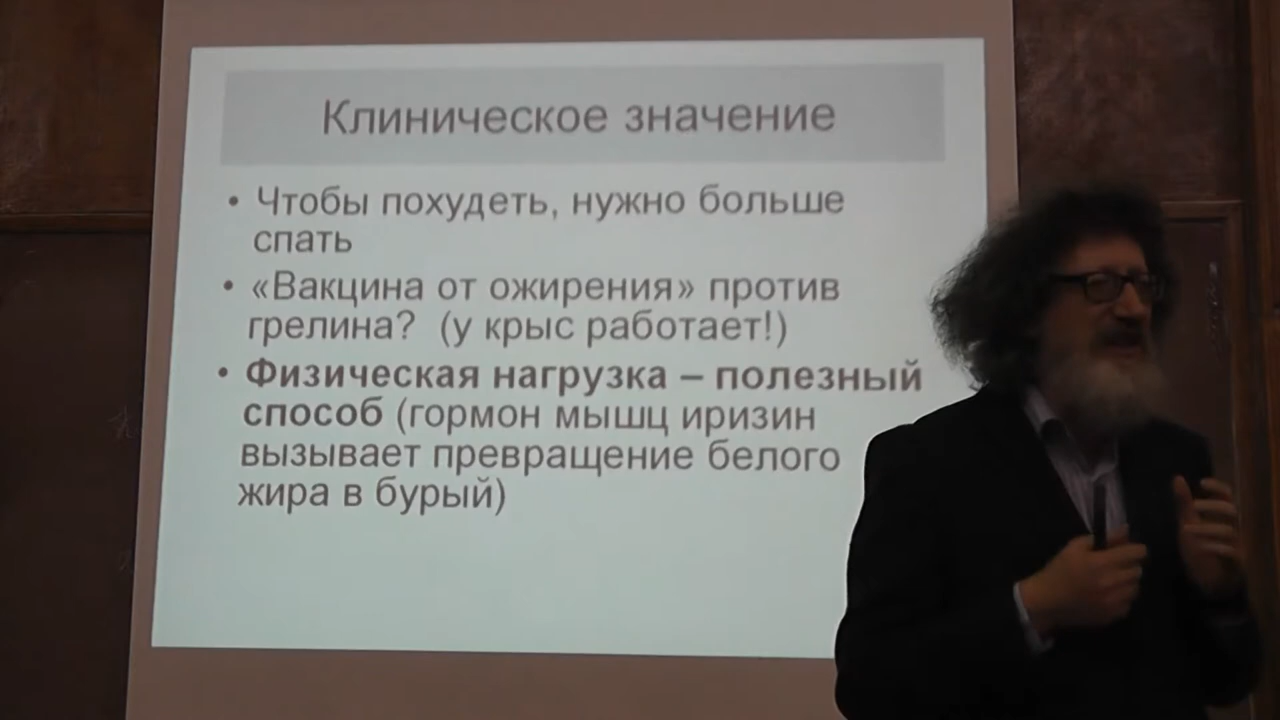 Клиническое значение
• Чтобы похудеть, нужно больше
спать
• «Вакцина от ожирения» против
грелина? (у крыс работает!)
• Физическая нагрузка – полезный
способ (гормон мышц иризин
вызывает превращение белого
жира в бурый)